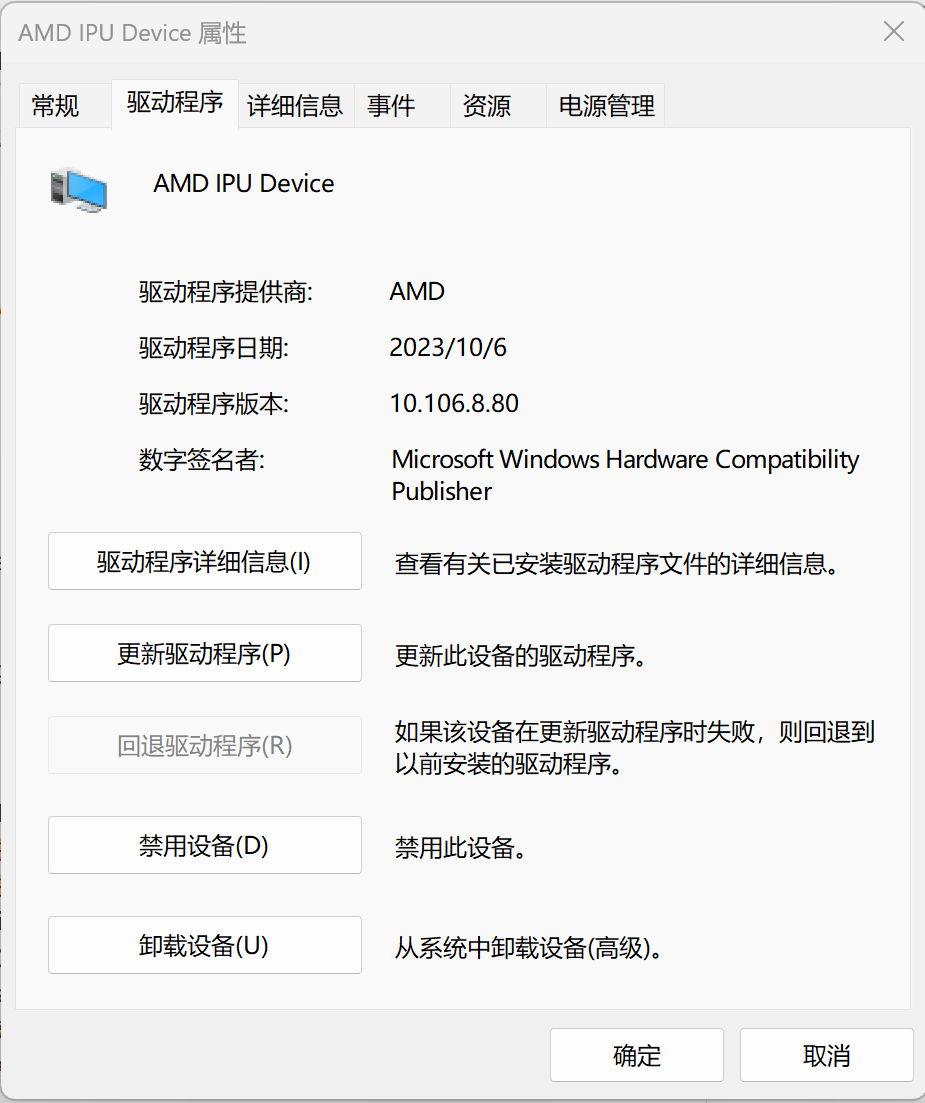 AMD IPU Device 属性
常规 驱动程序 详细信息 事件 资源 电源管理
AMD IPU Device
驱动程序提供商: AMD
驱动程序日期: 2023/10/6
驱动程序版本: 10.106.8.80
数字签名者: Microsoft Windows Hardware Compatibility
Publisher
驱动程序详细信息(I) 查看有关已安装驱动程序文件的详细信息。
更新驱动程序(P) 更新此设备的驱动程序。
回退驱动程序(R) 如果该设备在更新驱动程序时失败，则回退到
以前安装的驱动程序。
禁用设备(D) 禁用此设备。
卸载设备(U) 从系统中卸载设备(高级)。
确定 取消